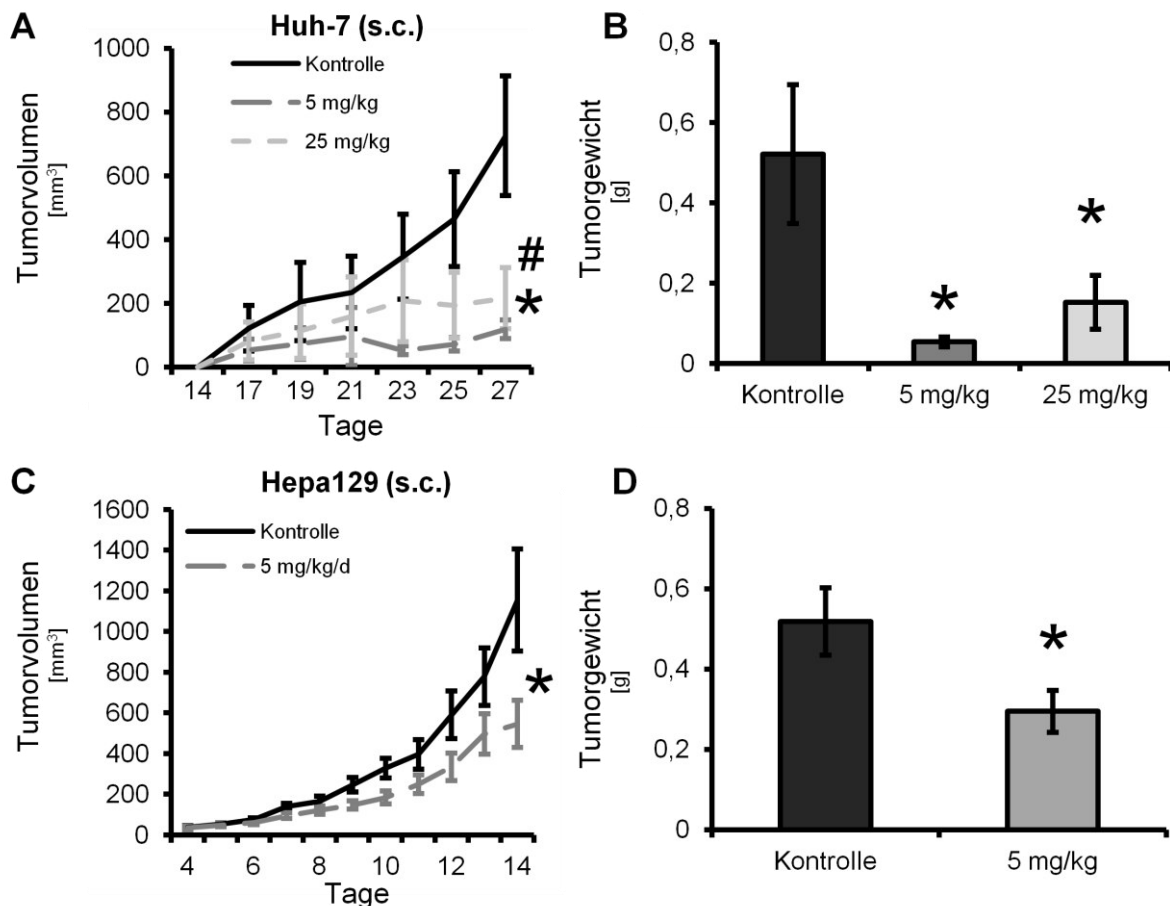 A
Huh-7 (s.c.)
1000
800
600
400
200
0
Tumorvolumen
[mm³]
Kontrolle
5 mg/kg
25 mg/kg
#
*
14 17 19 21 23 25 27
Tage
B
0,8
0,6
0,4
0,2
0
Tumorgewicht
[g]
*
*
Kontrolle 5 mg/kg 25 mg/kg
C
Hepa129 (s.c.)
1600
1400
1200
1000
800
600
400
200
0
Tumorvolumen
[mm³]
Kontrolle
5 mg/kg/d
*
4 6 8 10 12 14
Tage
D
0,8
0,6
0,4
0,2
0
Tumorgewicht
[g]
*
Kontrolle 5 mg/kg